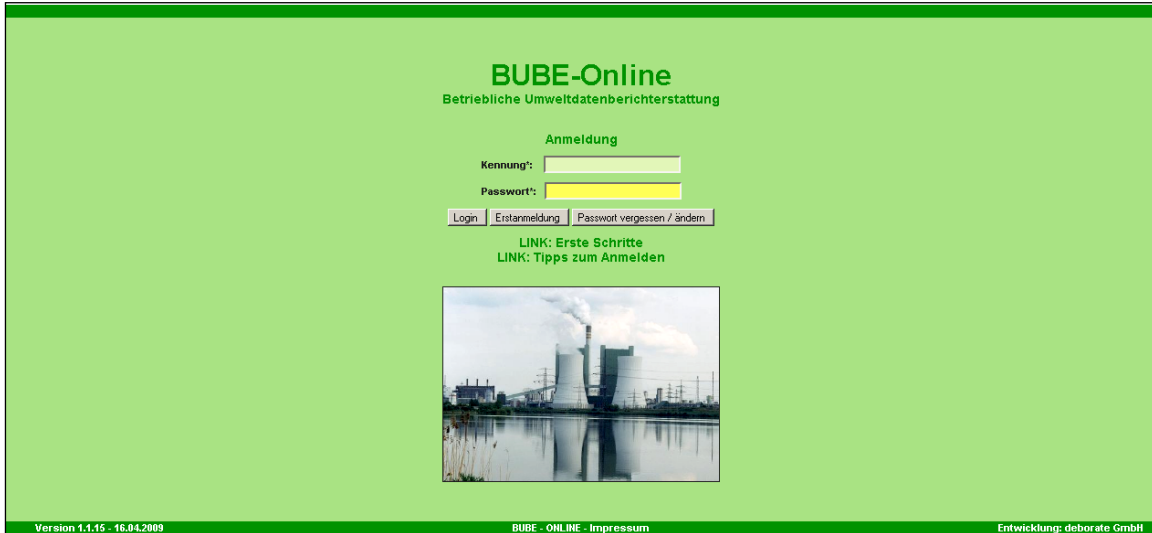 BUBE-Online
Betriebliche Umweltdatenberichterstattung
Anmeldung
Kennung*:
Passwort*:
Login Erstanmeldung Passwort vergessen / ändern
LINK: Erste Schritte
LINK: Tipps zum Anmelden
Version 1.1.15 - 16.04.2009 BUBE - ONLINE - Impressum Entwicklung: deborate GmbH